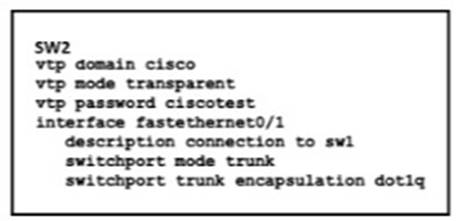 SW2
vtp domain cisco
vtp mode transparent
vtp password ciscotest
interface fastethernet0/1
description connection to sw1
switchport mode trunk
switchport trunk encapsulation dot1q